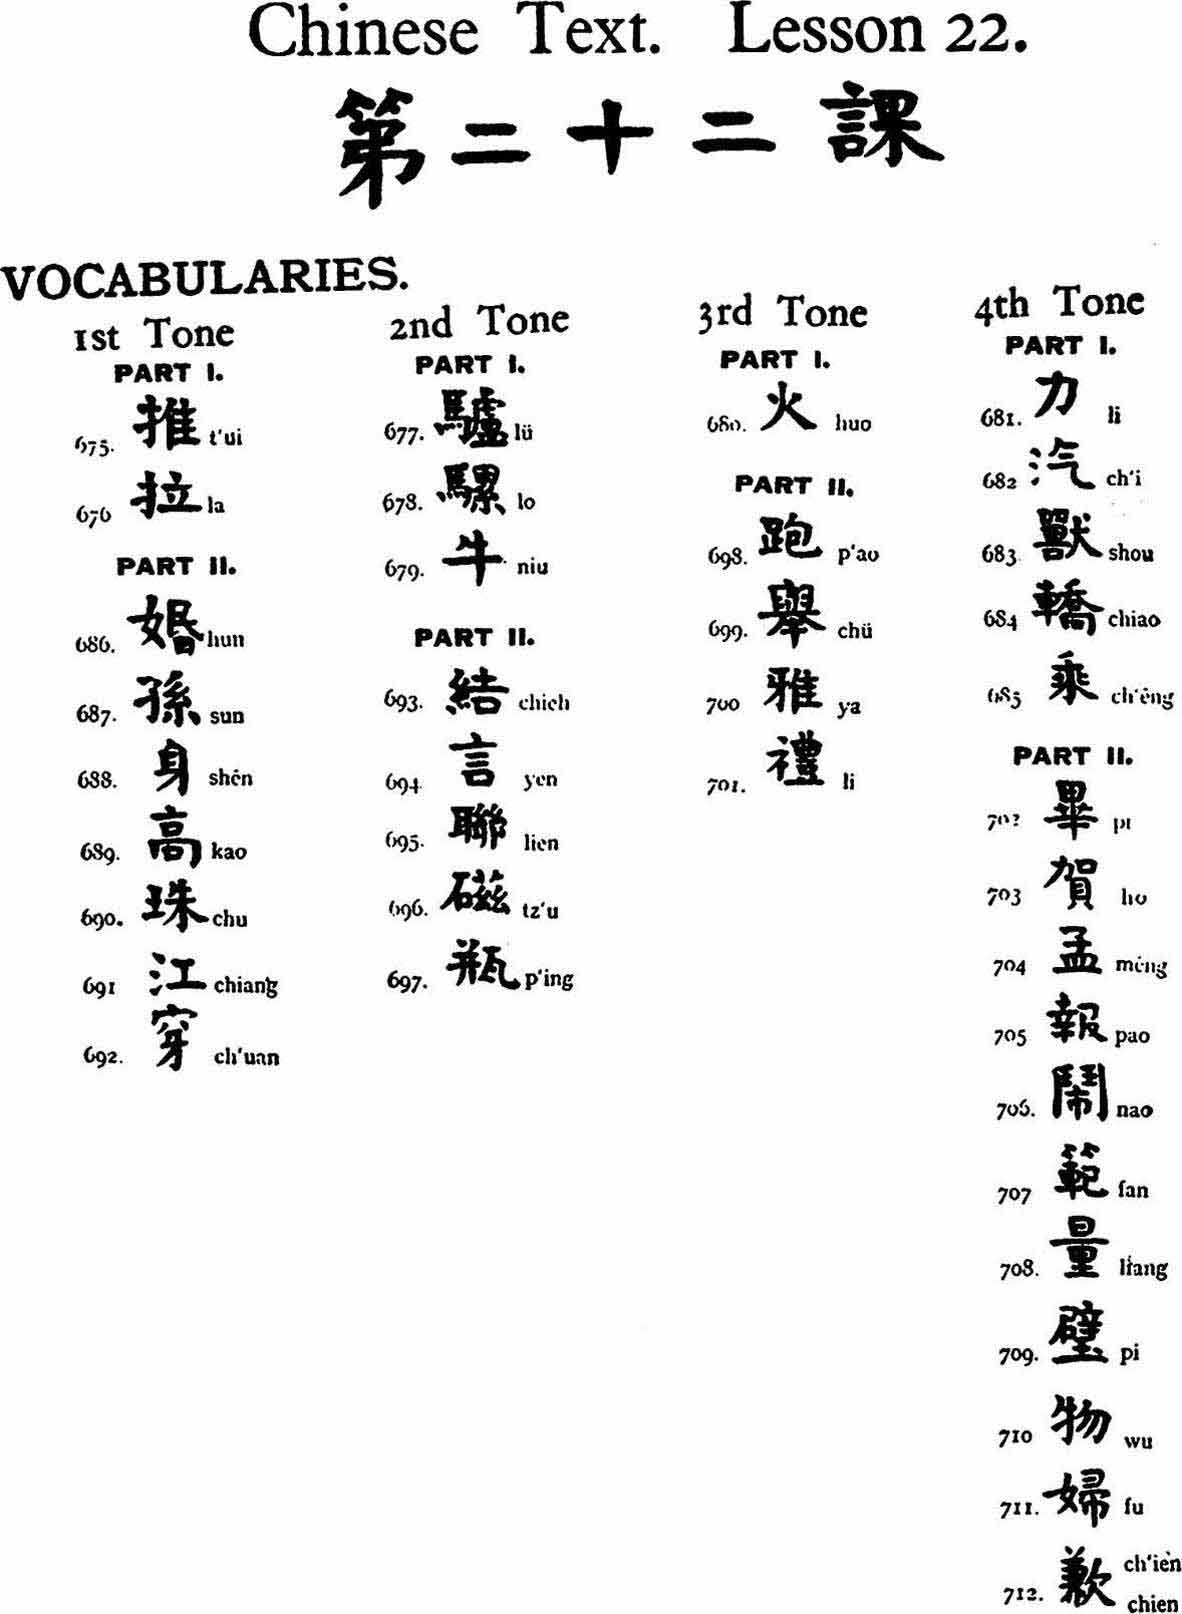 Chinese Text. Lesson 22.
第二十二課
VOCABULARIES.
1st Tone
PART I.
675. 推 t'ui
676 拉 la
PART II.
686. 婚 hun
687. 孫 sun
688. 身 shên
689. 高 kao
690. 珠 chu
691 江 chiang
692. 穿 ch'uan
2nd Tone
PART I.
677. 驢 lü
678. 騾 lo
679. 牛 niu
PART II.
693. 結 chieh
694 言 yen
695. 聯 lien
696. 磁 tz'u
697. 瓶 p'ing
3rd Tone
PART I.
680. 火 huo
PART II.
698. 跑 p'ao
699. 舉 chü
700 雅 ya
701. 禮 li
4th Tone
PART I.
681. 力 li
682 汽 ch'i
683 獸 shou
684 轎 chiao
685 乘 ch'êng
PART II.
702 畢 pi
703 賀 ho
704 孟 mêng
705 報 pao
706. 鬧 nao
707 範 fan
708. 量 liang
709. 璧 pi
710 物 wu
711. 婦 fu
712. 歉 ch'ien
chien